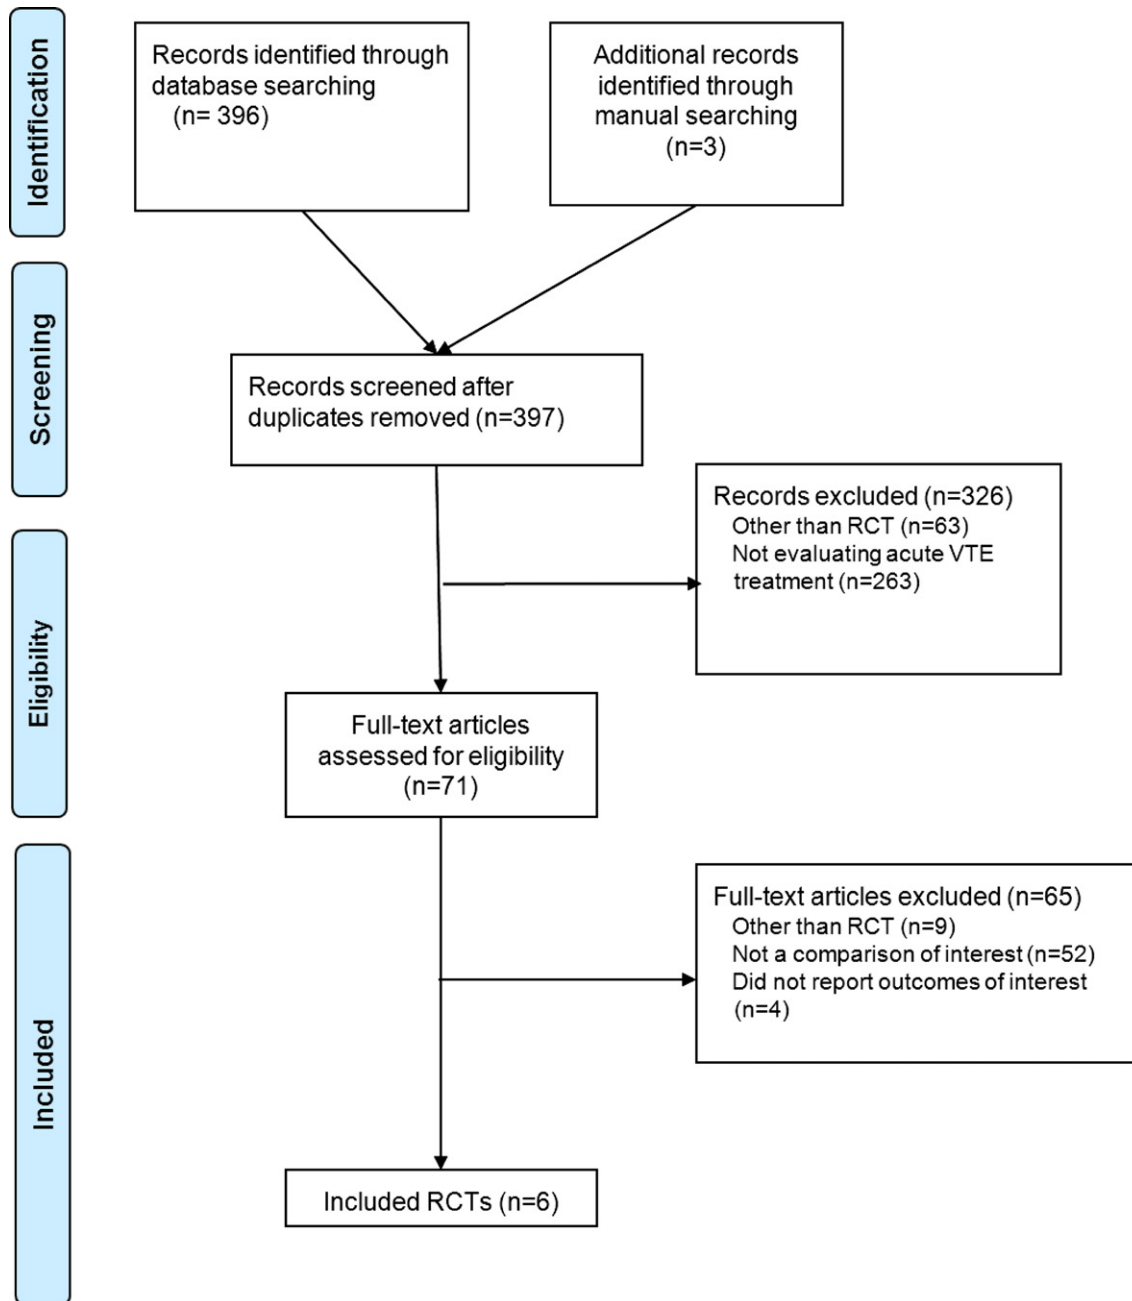 Identification
Records identified through
database searching
(n= 396)
Additional records
identified through
manual searching
(n=3)
Screening
Records screened after
duplicates removed (n=397)
Records excluded (n=326)
Other than RCT (n=63)
Not evaluating acute VTE
treatment (n=263)
Eligibility
Full-text articles
assessed for eligibility
(n=71)
Included
Full-text articles excluded (n=65)
Other than RCT (n=9)
Not a comparison of interest (n=52)
Did not report outcomes of interest
(n=4)
Included RCTs (n=6)